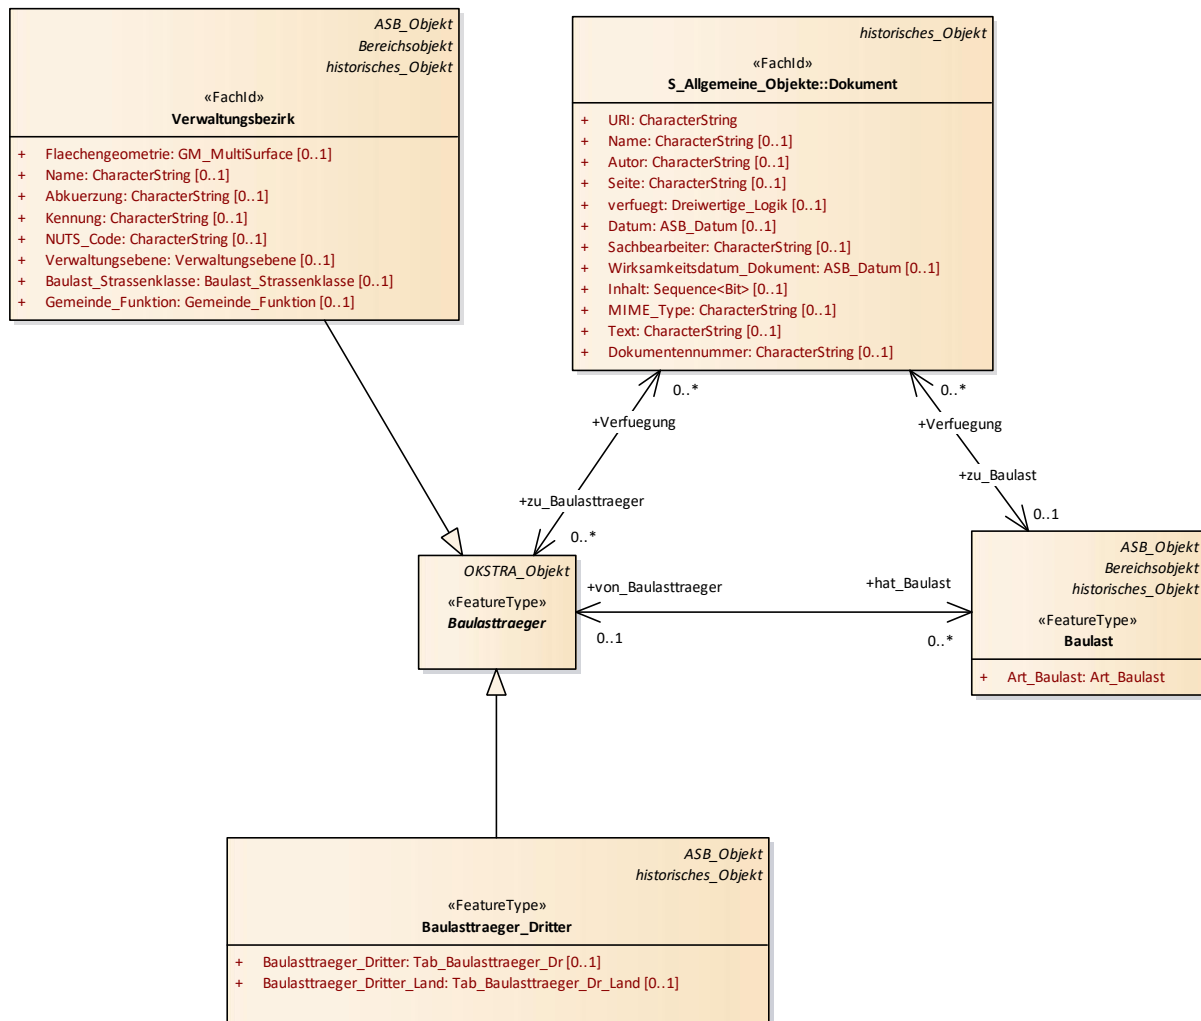 ASB_Objekt
Bereichsobjekt
historisches_Objekt
«FachId»
Verwaltungsbezirk
+ Flaechengeometrie: GM_MultiSurface [0..1]
+ Name: CharacterString [0..1]
+ Abkuerzung: CharacterString [0..1]
+ Kennung: CharacterString [0..1]
+ NUTS_Code: CharacterString [0..1]
+ Verwaltungsebene: Verwaltungsebene [0..1]
+ Baulast_Strassenklasse: Baulast_Strassenklasse [0..1]
+ Gemeinde_Funktion: Gemeinde_Funktion [0..1]
historisches_Objekt
«FachId»
S_Allgemeine_Objekte::Dokument
+ URI: CharacterString
+ Name: CharacterString [0..1]
+ Autor: CharacterString [0..1]
+ Seite: CharacterString [0..1]
+ verfuegt: Dreiwertige_Logik [0..1]
+ Datum: ASB_Datum [0..1]
+ Sachbearbeiter: CharacterString [0..1]
+ Wirksamkeitsdatum_Dokument: ASB_Datum [0..1]
+ Inhalt: Sequence<Bit> [0..1]
+ MIME_Type: CharacterString [0..1]
+ Text: CharacterString [0..1]
+ Dokumentennummer: CharacterString [0..1]
0..*
+Verfuegung
+zu_Baulasttraeger
0..*
0..*
+Verfuegung
+zu_Baulast
0..1
OKSTRA_Objekt
«FeatureType»
Baulasttraeger
+von_Baulasttraeger
0..1
+hat_Baulast
0..*
ASB_Objekt
Bereichsobjekt
historisches_Objekt
«FeatureType»
Baulast
+ Art_Baulast: Art_Baulast
ASB_Objekt
historisches_Objekt
«FeatureType»
Baulasttraeger_Dritter
+ Baulasttraeger_Dritter: Tab_Baulasttraeger_Dr [0..1]
+ Baulasttraeger_Dritter_Land: Tab_Baulasttraeger_Dr_Land [0..1]